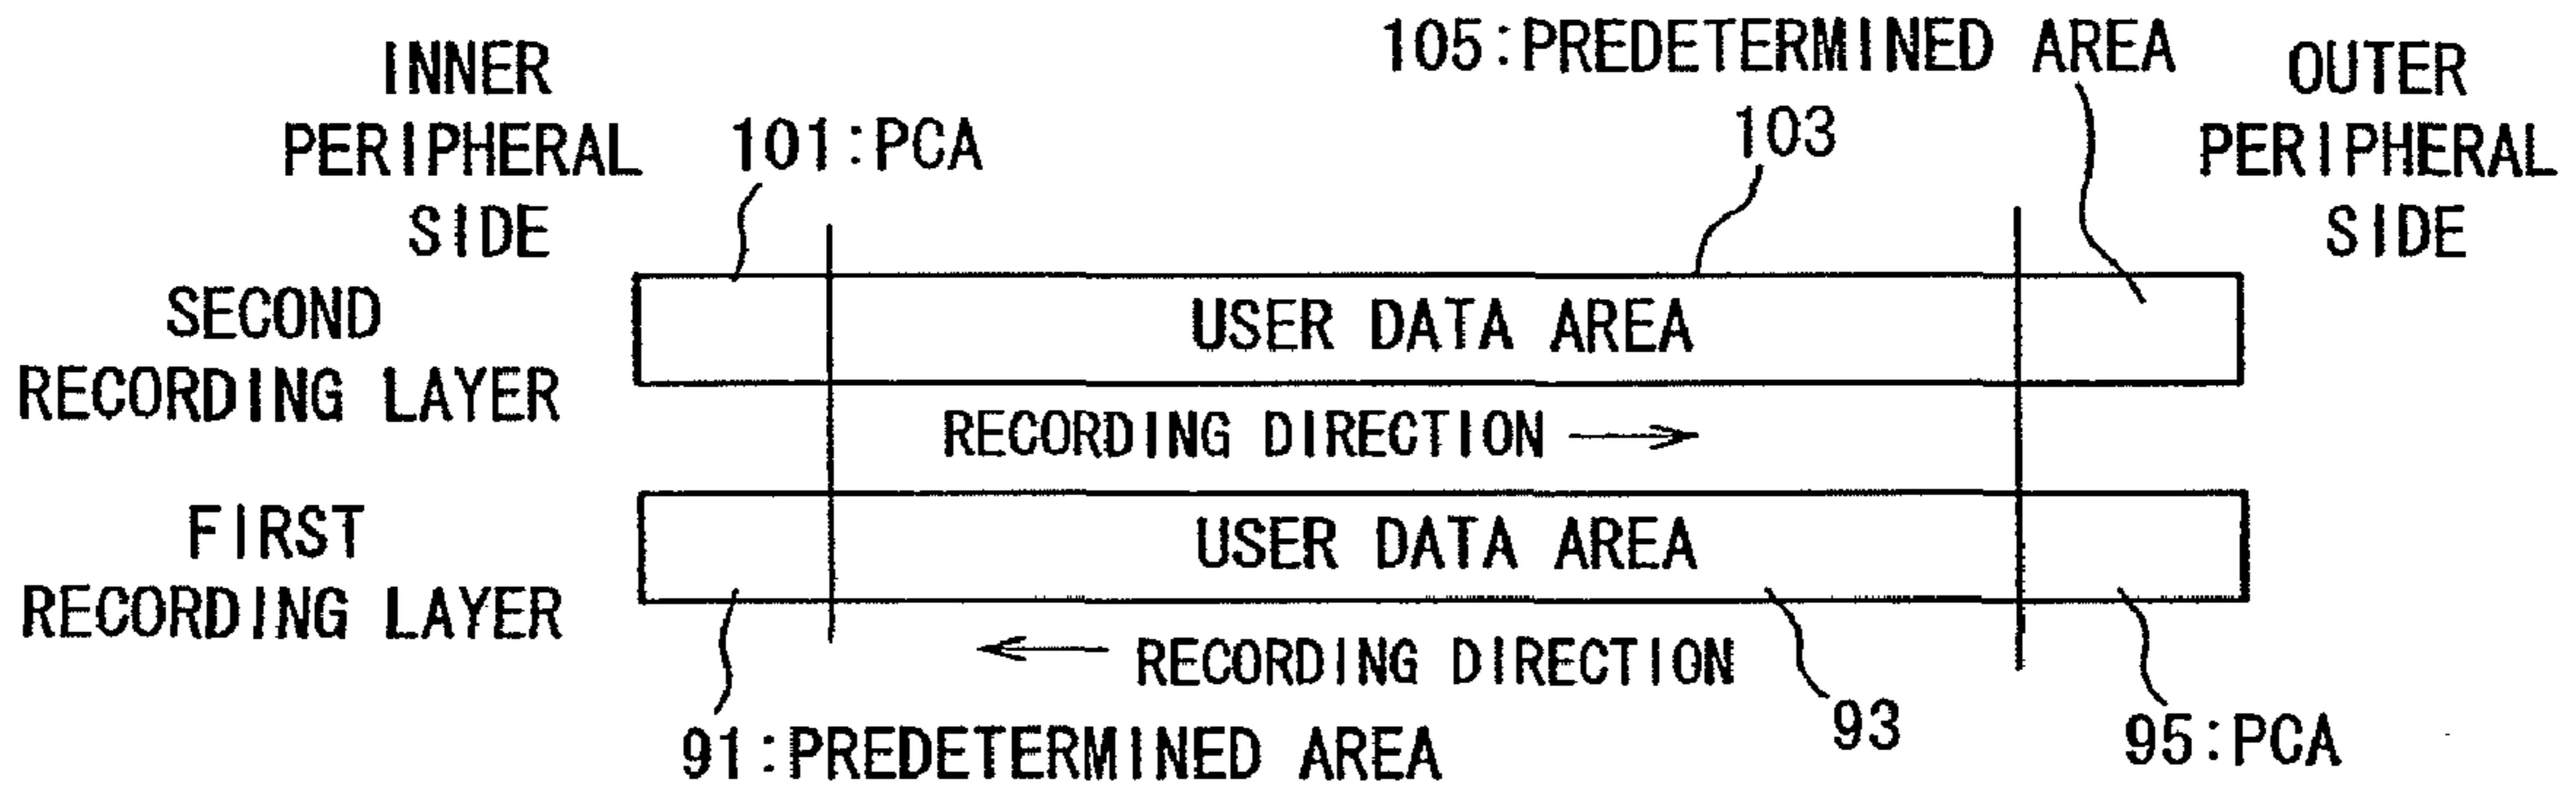 INNER
PERIPHERAL
SIDE
101:PCA
105:PREDETERMINED AREA
103
OUTER
PERIPHERAL
SIDE
SECOND
RECORDING LAYER
USER DATA AREA
RECORDING DIRECTION
FIRST
RECORDING LAYER
USER DATA AREA
RECORDING DIRECTION
91:PREDETERMINED AREA
93
95:PCA